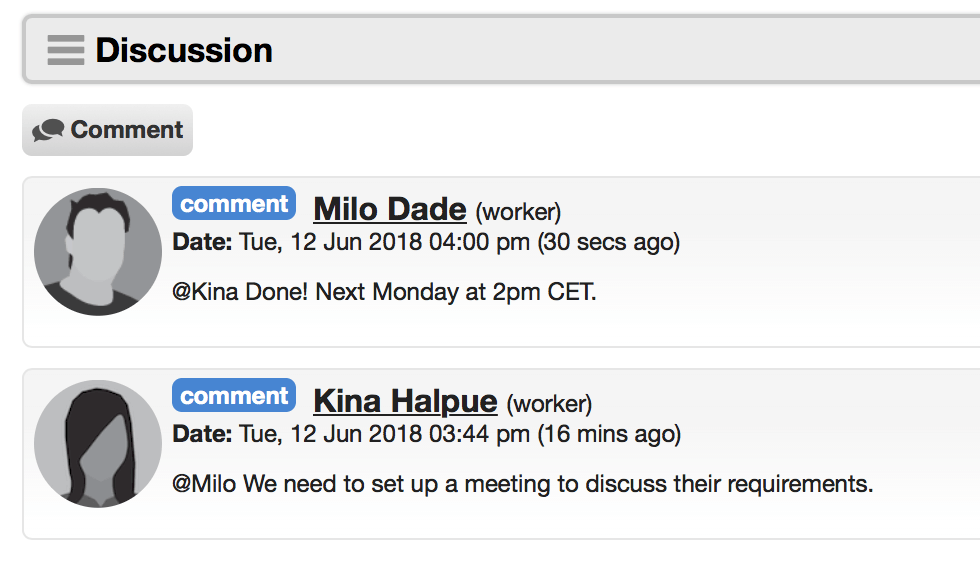 Discussion
Comment
comment Milo Dade (worker)
Date: Tue, 12 Jun 2018 04:00 pm (30 secs ago)
@Kina Done! Next Monday at 2pm CET.
comment Kina Halpue (worker)
Date: Tue, 12 Jun 2018 03:44 pm (16 mins ago)
@Milo We need to set up a meeting to discuss their requirements.